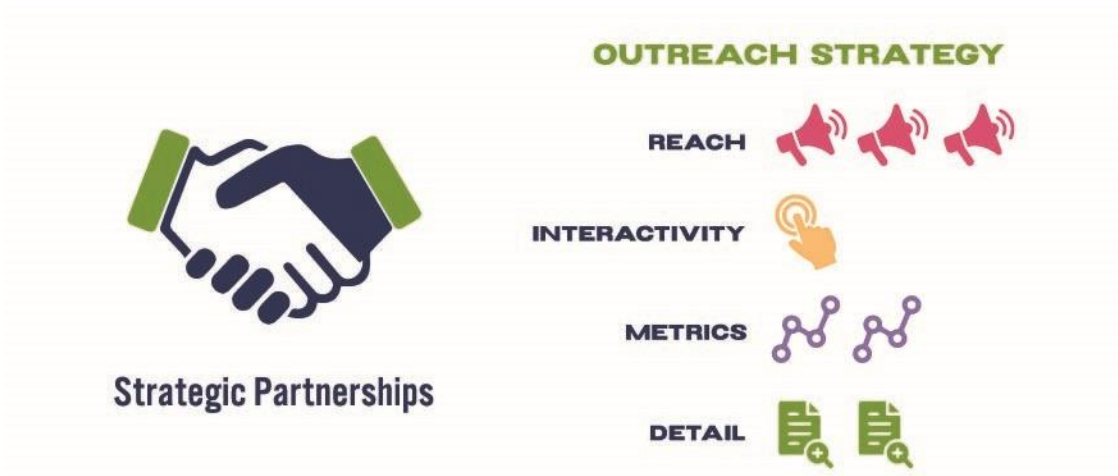 OUTREACH STRATEGY
REACH
INTERACTIVITY
METRICS
DETAIL
Strategic Partnerships